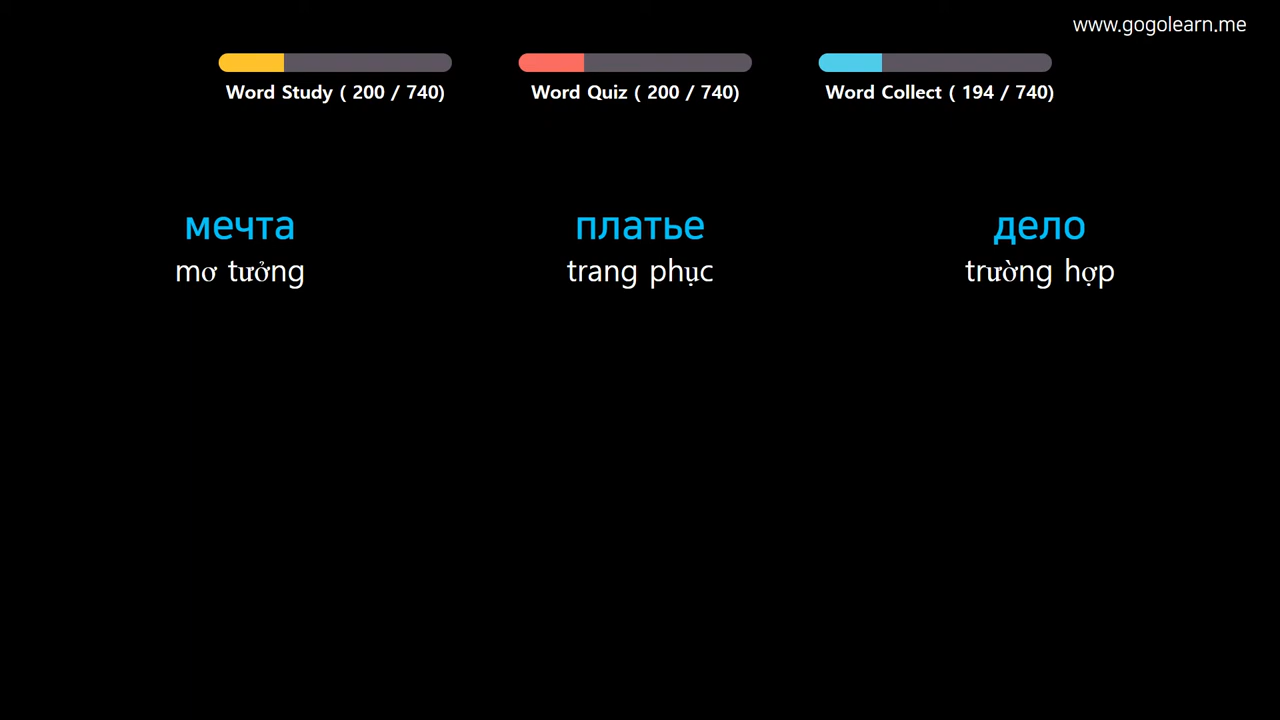 www.gogolearn.me
Word Study ( 200 / 740)
Word Quiz ( 200 / 740)
Word Collect ( 194 / 740)
мечта
mơ tưởng
платье
trang phục
дело
trường hợp